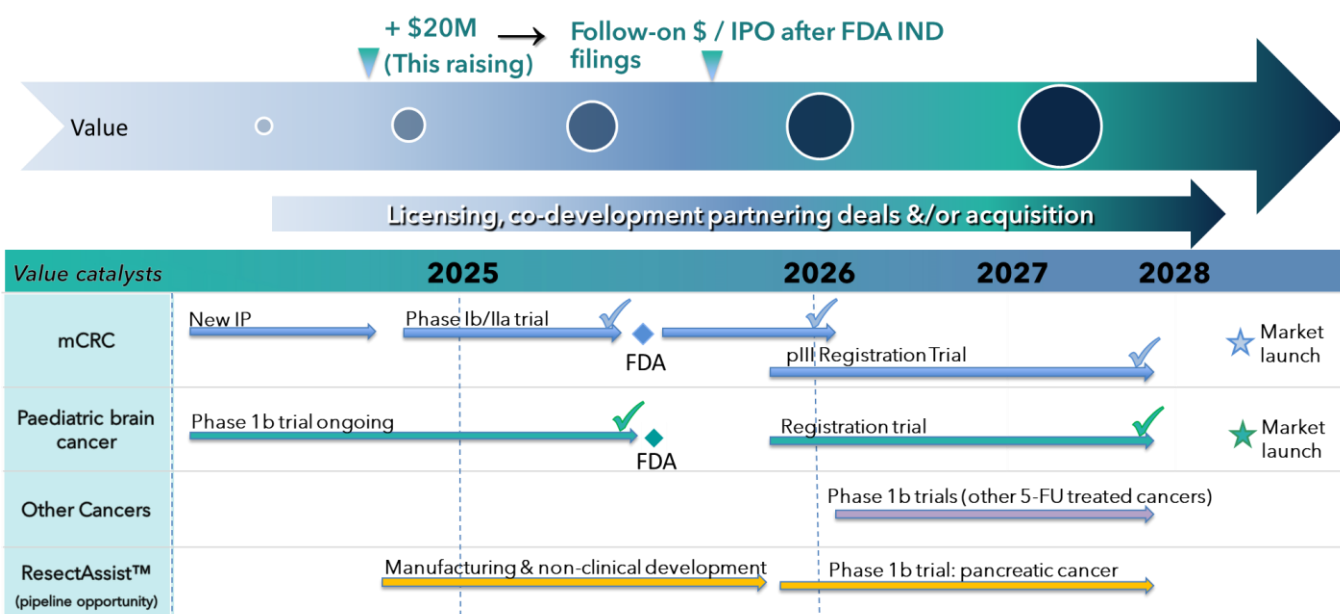 + $20M
(This raising)
Follow-on $ / IPO after FDA IND
filings
Value
Licensing, co-development partnering deals &/or acquisition
Value catalysts
2025
2026
2027
2028
mCRC
New IP
Phase Ib/IIa trial
FDA
pIII Registration Trial
Market
launch
Paediatric brain
cancer
Phase 1b trial ongoing
FDA
Registration trial
Market
launch
Other Cancers
Phase 1b trials (other 5-FU treated cancers)
ResectAssist™
(pipeline opportunity)
Manufacturing & non-clinical development
Phase 1b trial: pancreatic cancer